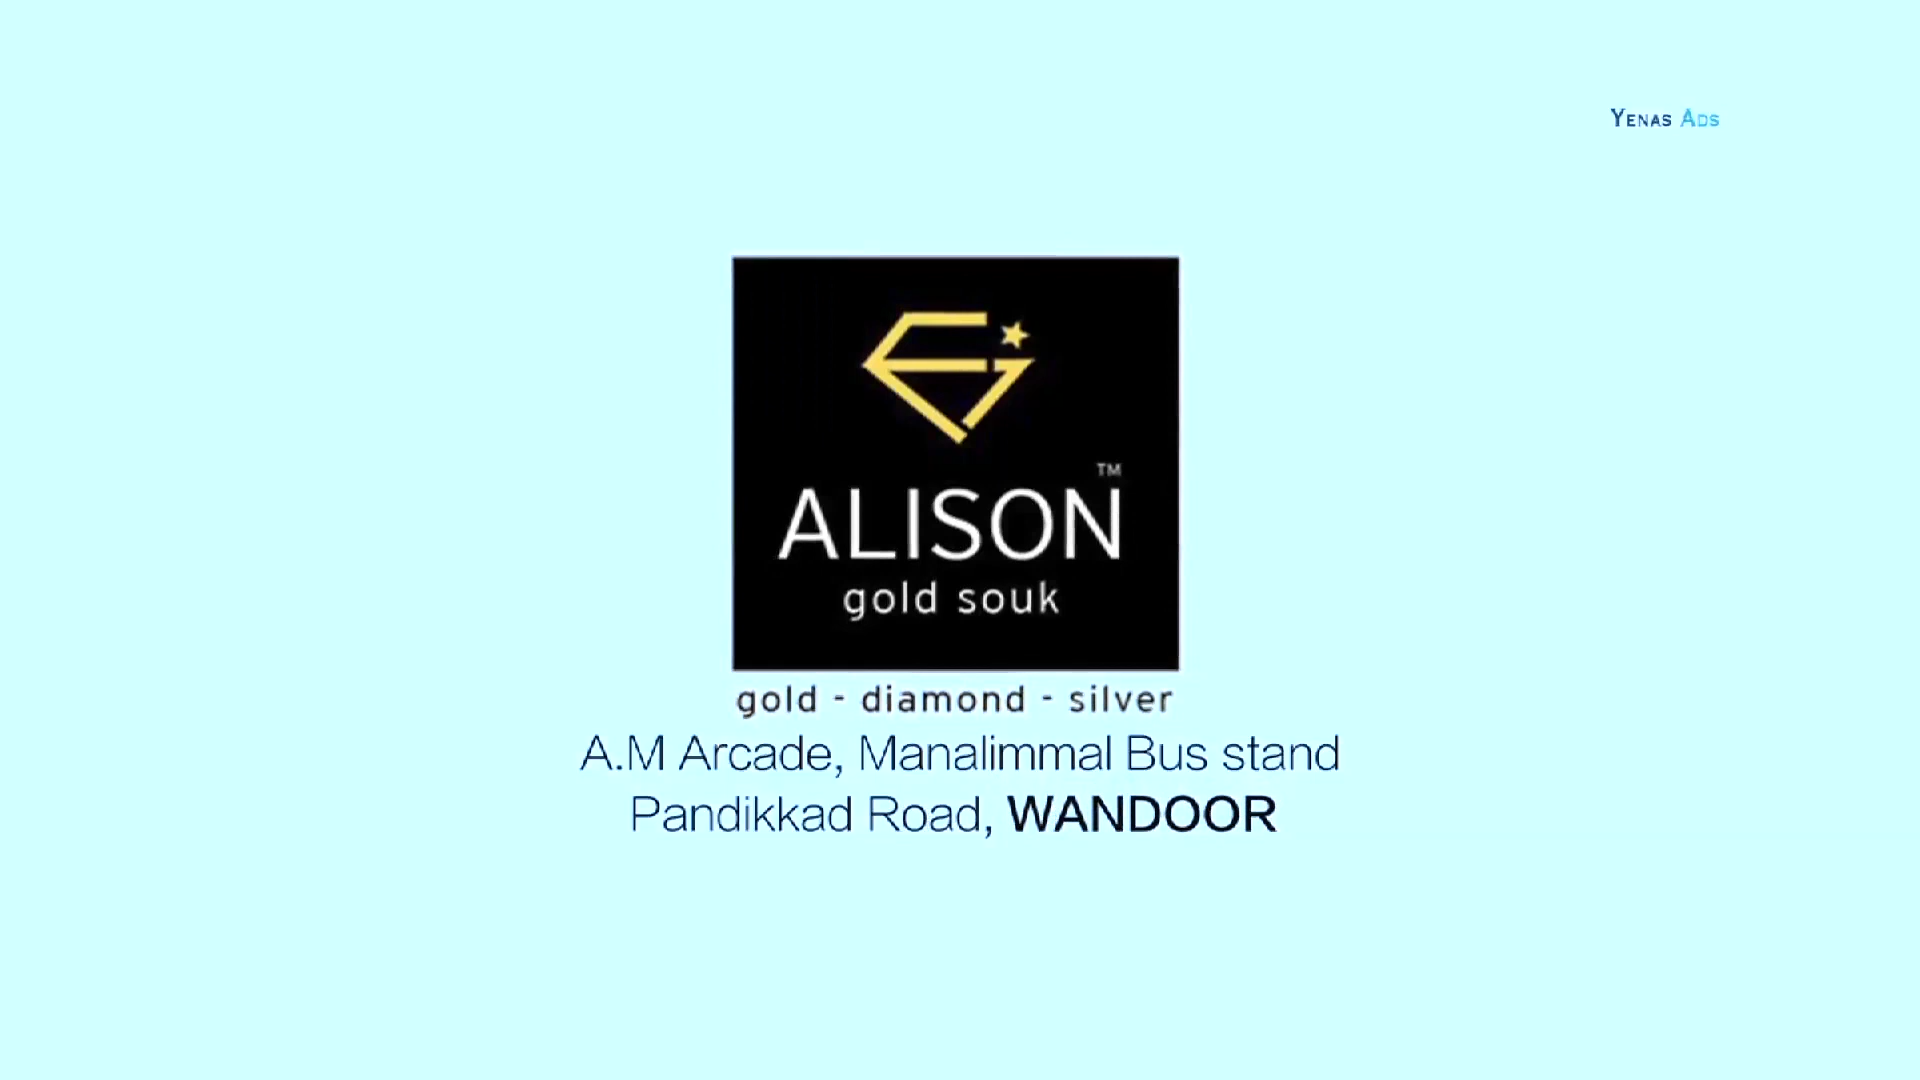 Yenas Ads
ALISON™
gold souk
gold - diamond - silver
A.M Arcade, Manalimmal Bus stand
Pandikkad Road, WANDOOR